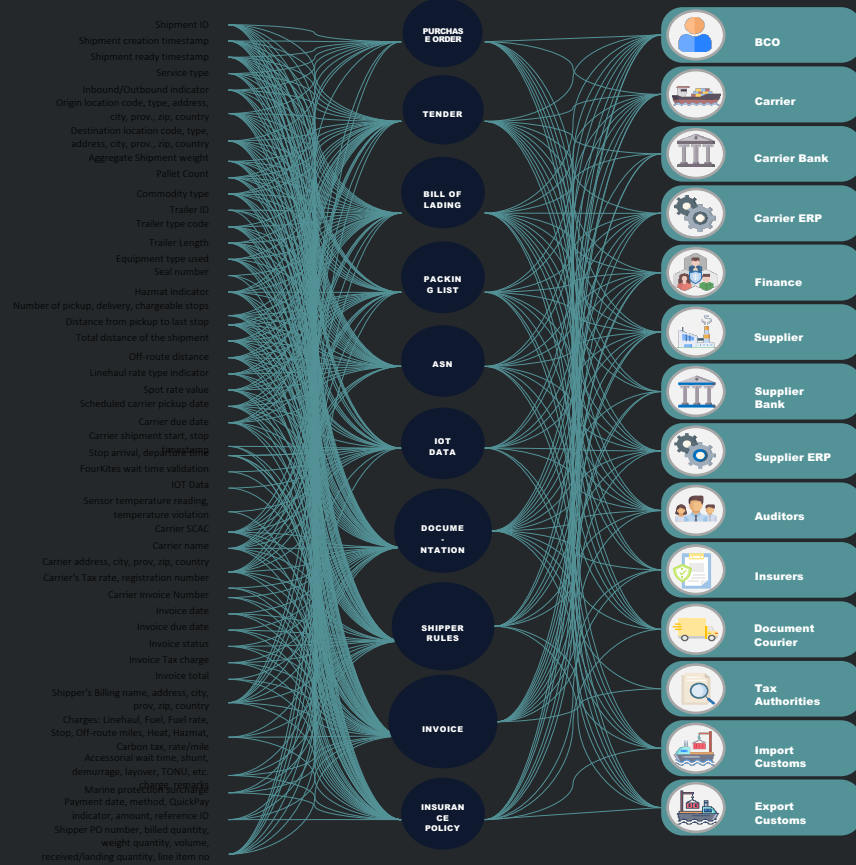 Shipment ID
Shipment creation timestamp
Shipment ready timestamp
Service type
Inbound/Outbound indicator
Origin location code, type, address,
city, prov., zip, country
Destination location code, type,
address, city, prov., zip, country
Aggregate Shipment weight
Pallet Count
Commodity type
Trailer ID
Trailer type code
Trailer Length
Equipment type used
Seal number
Hazmat indicator
Number of pickup, delivery, chargeable stops
Distance from pickup to last stop
Total distance of the shipment
Off-route distance
Linehaul rate type indicator
Spot rate value
Scheduled carrier pickup date
Carrier due date
Carrier shipment start, stop
timestamp
Stop arrival, departure time
FourKites wait time validation
IOT Data
Sensor temperature reading,
temperature violation
Carrier SCAC
Carrier name
Carrier address, city, prov, zip, country
Carrier's Tax rate, registration number
Carrier Invoice Number
Invoice date
Invoice due date
Invoice status
Invoice Tax charge
Invoice total
Shipper's Billing name, address, city,
prov, zip, country
Charges: Linehaul, Fuel, Fuel rate,
Stop, Off-route miles, Heat, Hazmat,
Carbon tax, rate/mile
Accessorial wait time, shunt,
demurrage, layover, TONU, etc.
charge, remarks
Marine protection surcharge
Payment date, method, QuickPay
indicator, amount, reference ID
Shipper PO number, billed quantity,
weight quantity, volume,
received/landing quantity, line item no
PURCHAS
E ORDER
TENDER
BILL OF
LADING
PACKIN
G LIST
ASN
IOT
DATA
DOCUME
-
NTATION
SHIPPER
RULES
INVOICE
INSURAN
CE
POLICY
BCO
Carrier
Carrier Bank
Carrier ERP
Finance
Supplier
Supplier
Bank
Supplier ERP
Auditors
Insurers
Document
Courier
Tax
Authorities
Import
Customs
Export
Customs